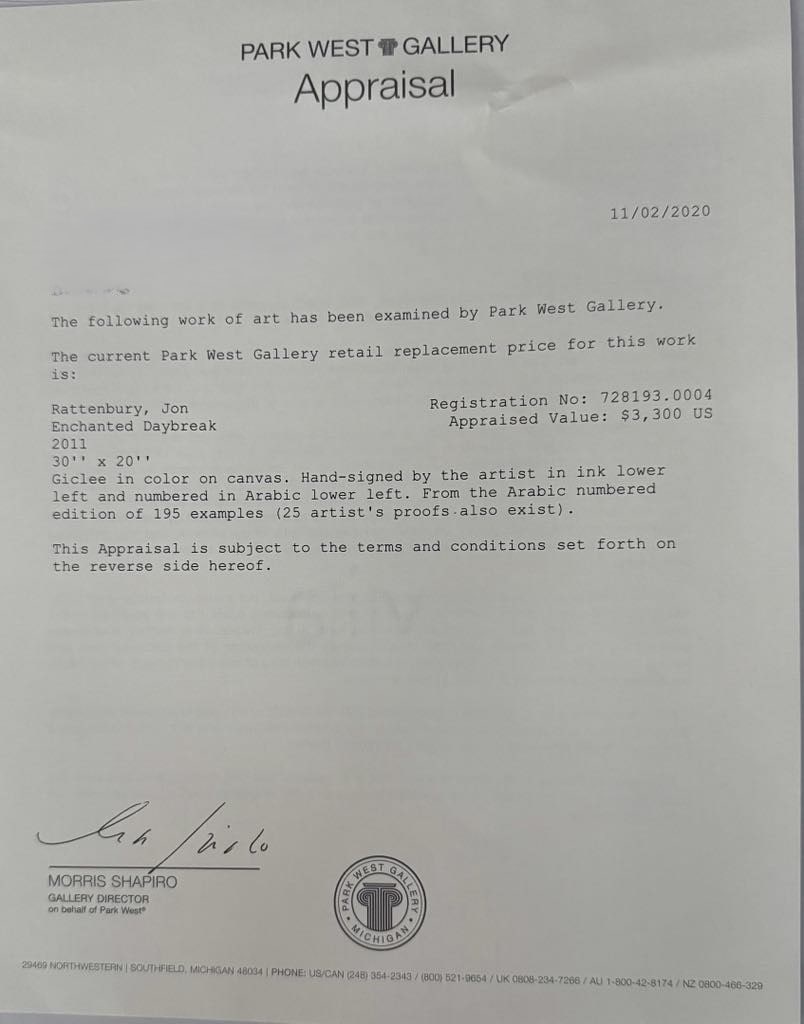 PARK WEST GALLERY
Appraisal
11/02/2020
The following work of art has been examined by Park West Gallery.
The current Park West Gallery retail replacement price for this work
is:
Rattenbury, Jon
Registration No: 728193.0004
Enchanted Daybreak
Appraised Value: $3,300 US
2011
30'' x 20''
Giclee in color on canvas. Hand-signed by the artist in ink lower
left and numbered in Arabic lower left. From the Arabic numbered
edition of 195 examples (25 artist's proofs also exist).
This Appraisal is subject to the terms and conditions set forth on
the reverse side hereof.
MORRIS SHAPIRO
GALLERY DIRECTOR
on behalf of Park West®
PARK WEST GALLERY
• MICHIGAN •
29469 NORTHWESTERN | SOUTHFIELD, MICHIGAN 48034 | PHONE: US/CAN (248) 354-2343 / (800) 521-9654 / UK 0808-234-7266 / AU 1-800-42-8174 / NZ 0800-466-329